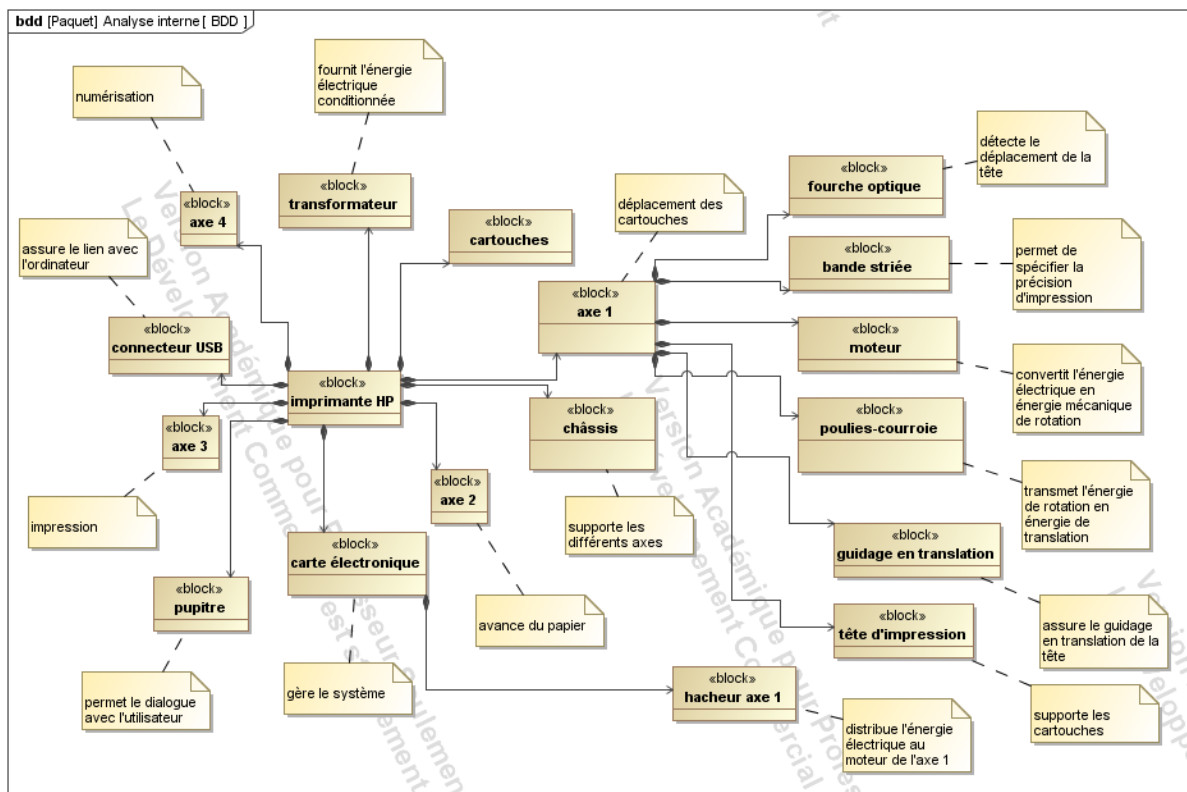 bdd [Paquet] Analyse interne [ BDD ]
numérisation
fournit l'énergie
électrique
conditionnée
«block»
axe 4
«block»
transformateur
«block»
cartouches
déplacement des
cartouches
«block»
fourche optique
détecte le
déplacement de la
tête
assure le lien avec
l'ordinateur
«block»
bande striée
permet de
spécifier la
précision
d'impression
«block»
axe 1
«block»
connecteur USB
«block»
moteur
convertit l'énergie
électrique en
énergie mécanique
de rotation
«block»
imprimante HP
«block»
châssis
«block»
poulies-courroie
«block»
axe 3
«block»
axe 2
transmet l'énergie
de rotation en
énergie de
translation
impression
supporte les
différents axes
«block»
carte électronique
«block»
guidage en translation
«block»
pupitre
avance du papier
«block»
tête d'impression
assure le guidage
en translation de la
tête
gère le système
«block»
hacheur axe 1
permet le dialogue
avec l'utilisateur
distribue l'énergie
électrique au
moteur de l'axe 1
supporte les
cartouches